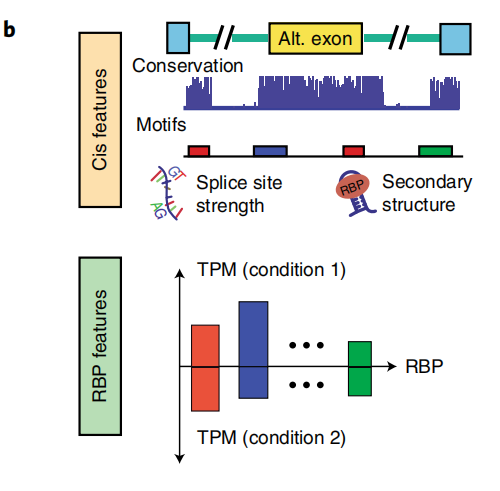 b
Cis features
Alt. exon
Conservation
Motifs
GT
AG
Splice site
strength
RBP
Secondary
structure
RBP features
TPM (condition 1)
RBP
TPM (condition 2)